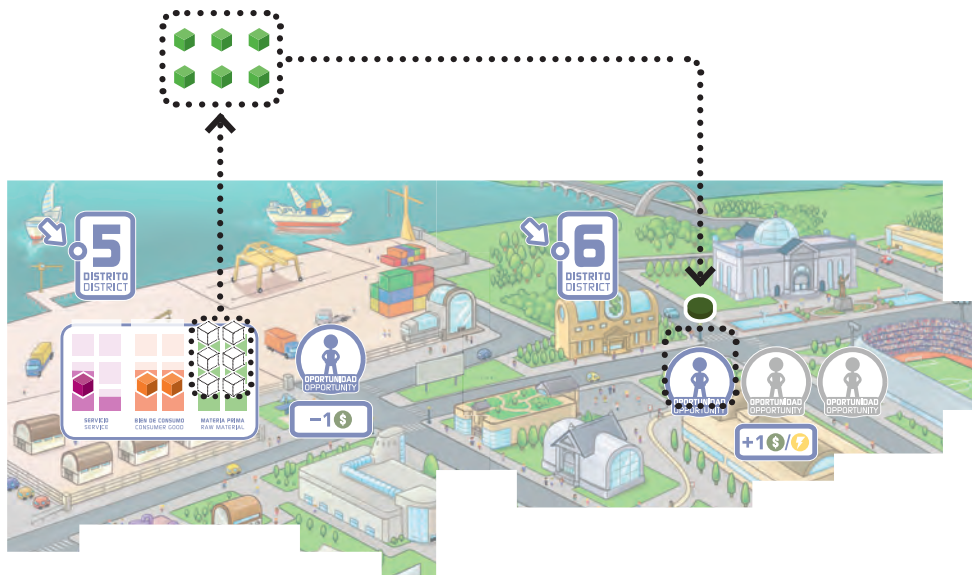 5
DISTRITO
DISTRICT
6
DISTRITO
DISTRICT
SERVICIO
SERVICE
BIEN DE CONSUMO
CONSUMER GOOD
MATERIA PRIMA
RAW MATERIAL
OPORTUNIDAD
OPPORTUNITY
−1$
OPORTUNIDAD
OPPORTUNITY
OPORTUNIDAD
OPPORTUNITY
OPORTUNIDAD
OPPORTUNITY
+1$/